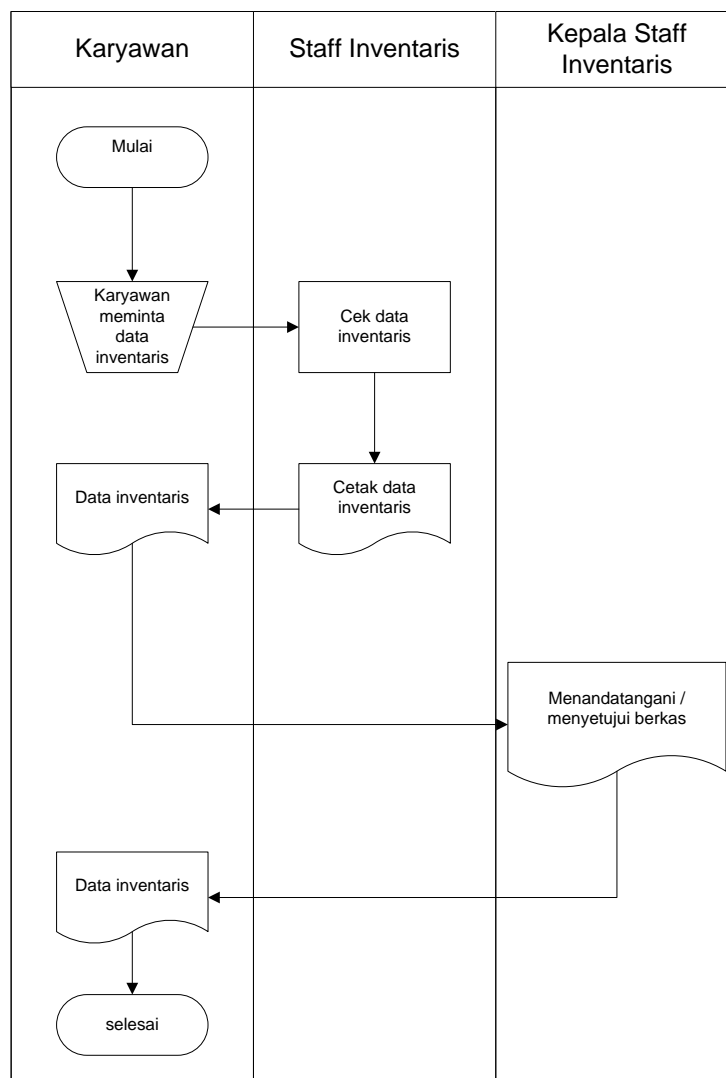 Karyawan
Staff Inventaris
Kepala Staff
Inventaris
Mulai
Karyawan
meminta
data
inventaris
Cek data
inventaris
Data inventaris
Cetak data
inventaris
Menandatangani /
menyetujui berkas
Data inventaris
selesai